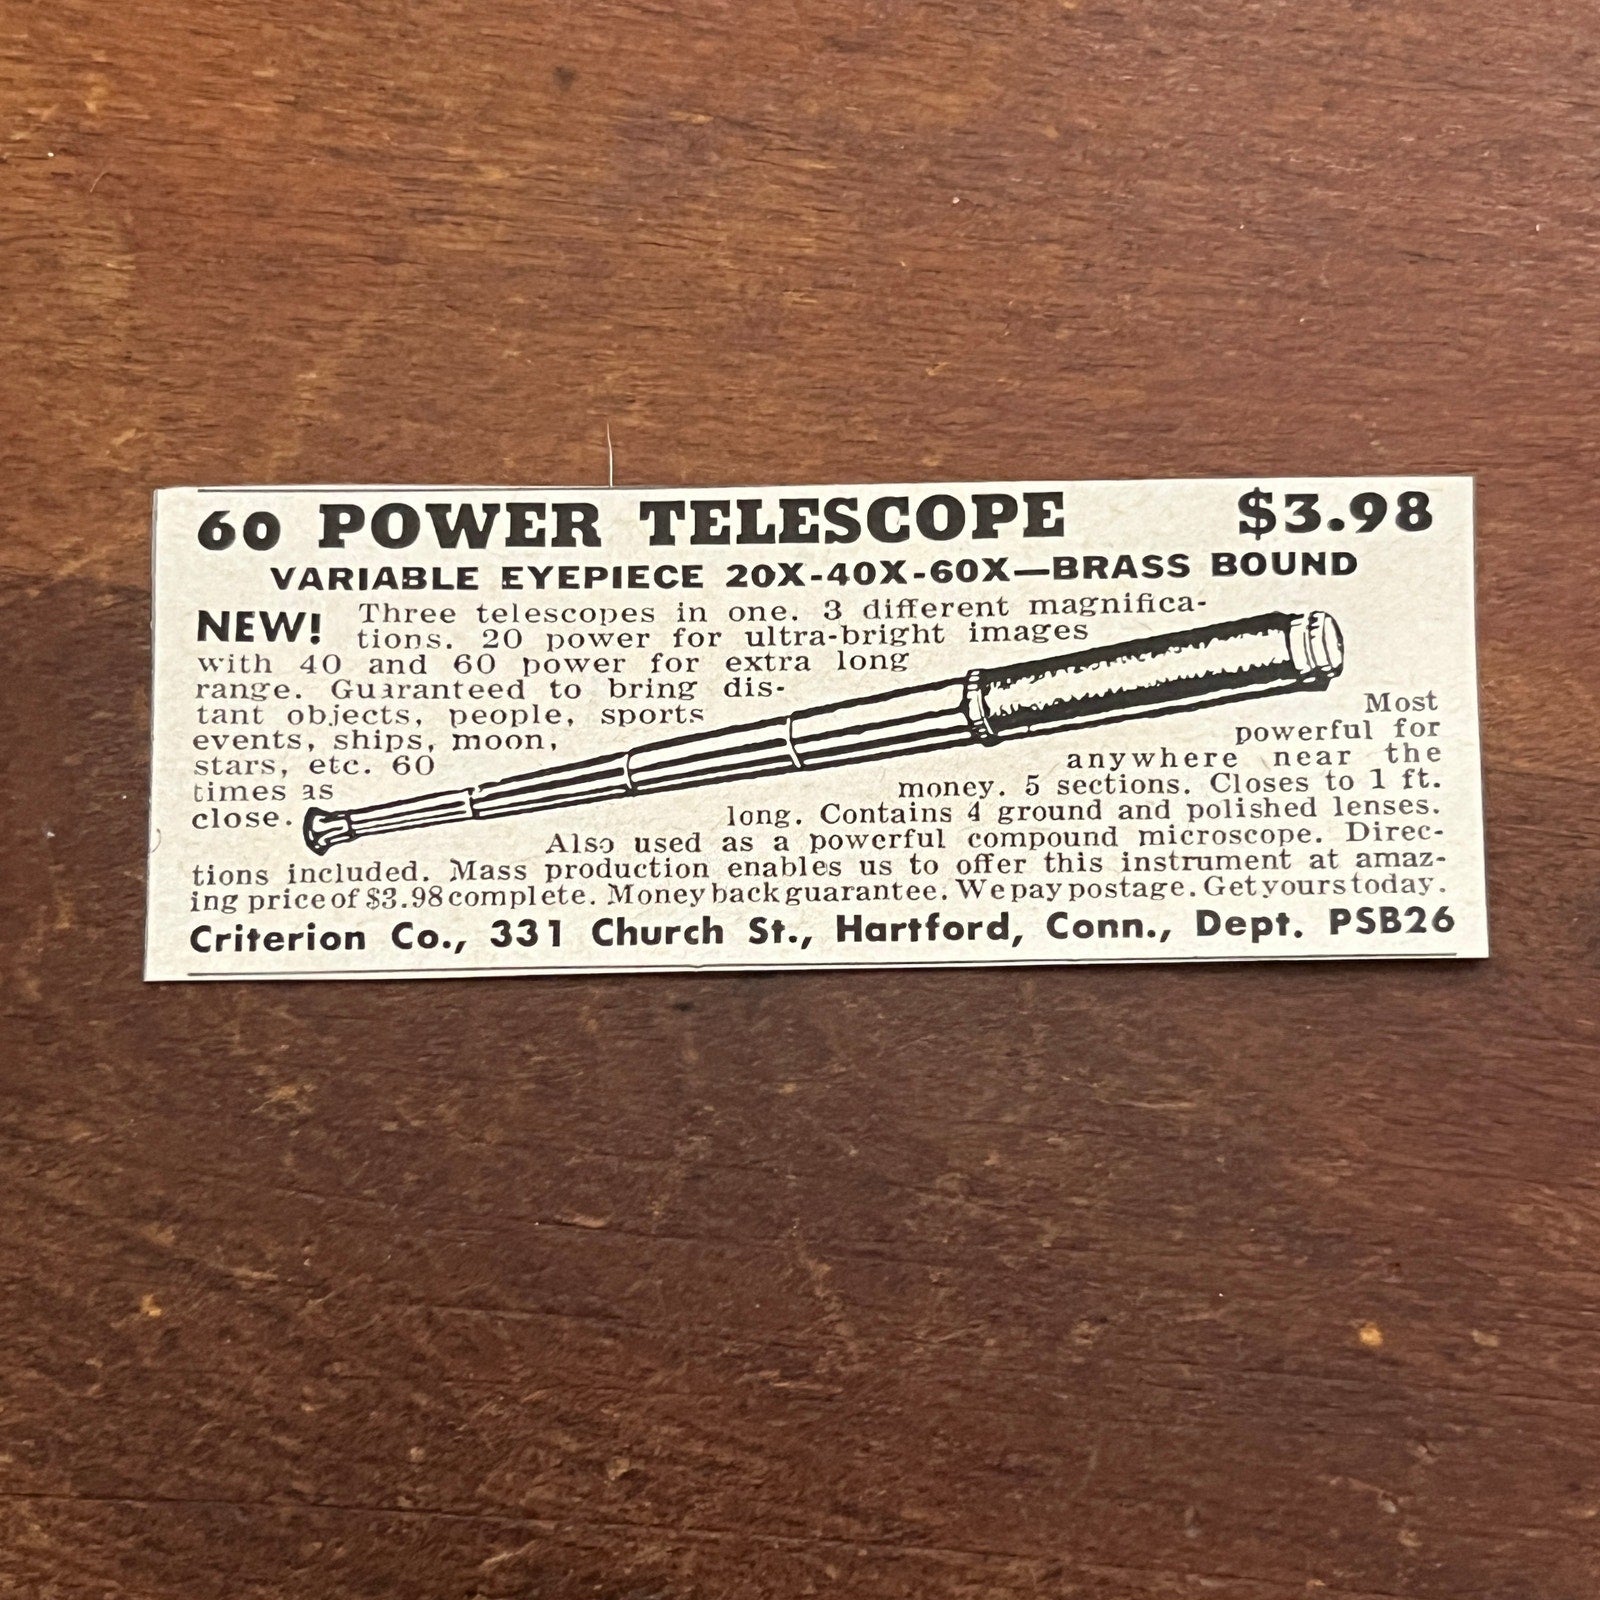 60 POWER TELESCOPE $3.98
VARIABLE EYEPIECE 20X-40X-60X—BRASS BOUND
NEW! Three telescopes in one. 3 different magnifica-
tions. 20 power for ultra-bright images
with 40 and 60 power for extra long
range. Guaranteed to bring dis-
tant objects, people, sports
events, ships, moon,
stars, etc. 60
times as
close.
Most
powerful for
anywhere near the
money. 5 sections. Closes to 1 ft.
long. Contains 4 ground and polished lenses.
Also used as a powerful compound microscope. Direc-
tions included. Mass production enables us to offer this instrument at amaz-
ing price of $3.98 complete. Money back guarantee. We pay postage. Get yours today.
Criterion Co., 331 Church St., Hartford, Conn., Dept. PSB26